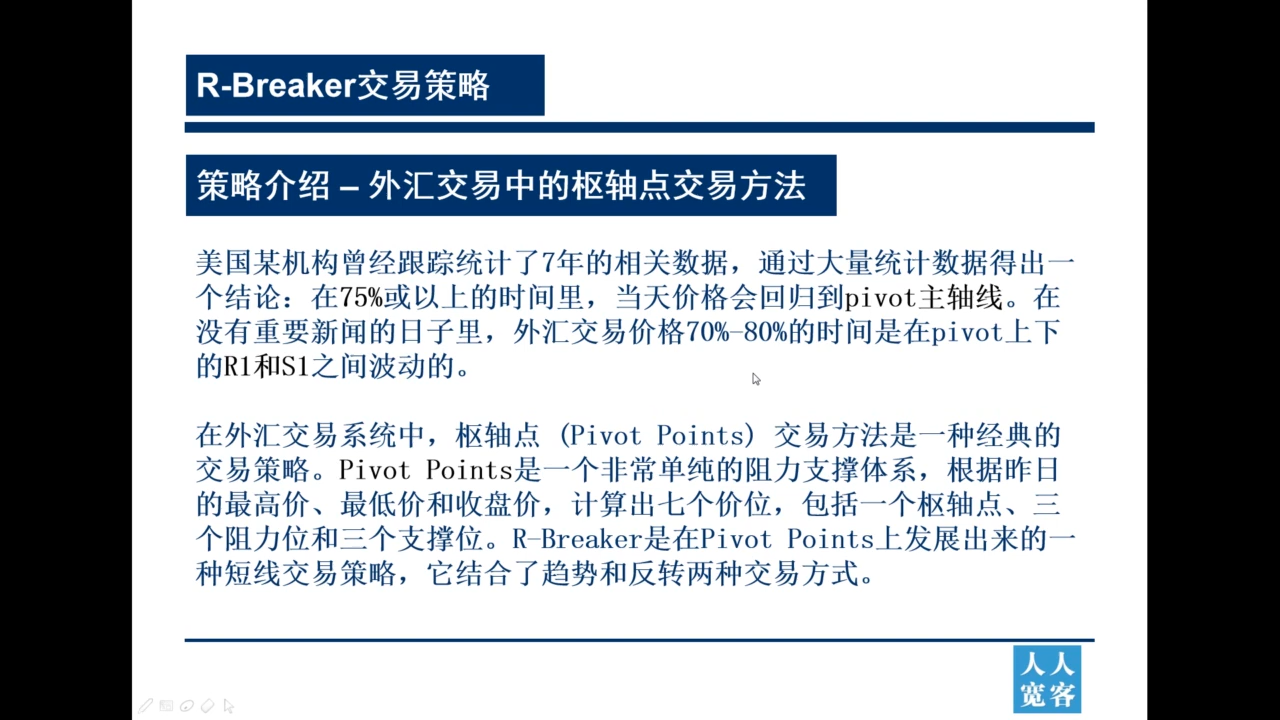 R-Breaker交易策略
策略介绍 – 外汇交易中的枢轴点交易方法
美国某机构曾经跟踪统计了7年的相关数据，通过大量统计数据得出一
个结论：在75%或以上的时间里，当天价格会回归到pivot主轴线。在
没有重要新闻的日子里，外汇交易价格70%-80%的时间是在pivot上下
的R1和S1之间波动的。
在外汇交易系统中，枢轴点 (Pivot Points) 交易方法是一种经典的
交易策略。Pivot Points是一个非常单纯的阻力支撑体系，根据昨日
的最高价、最低价和收盘价，计算出七个价位，包括一个枢轴点、三
个阻力位和三个支撑位。R-Breaker是在Pivot Points上发展出来的一
种短线交易策略，它结合了趋势和反转两种交易方式。
人人
宽客